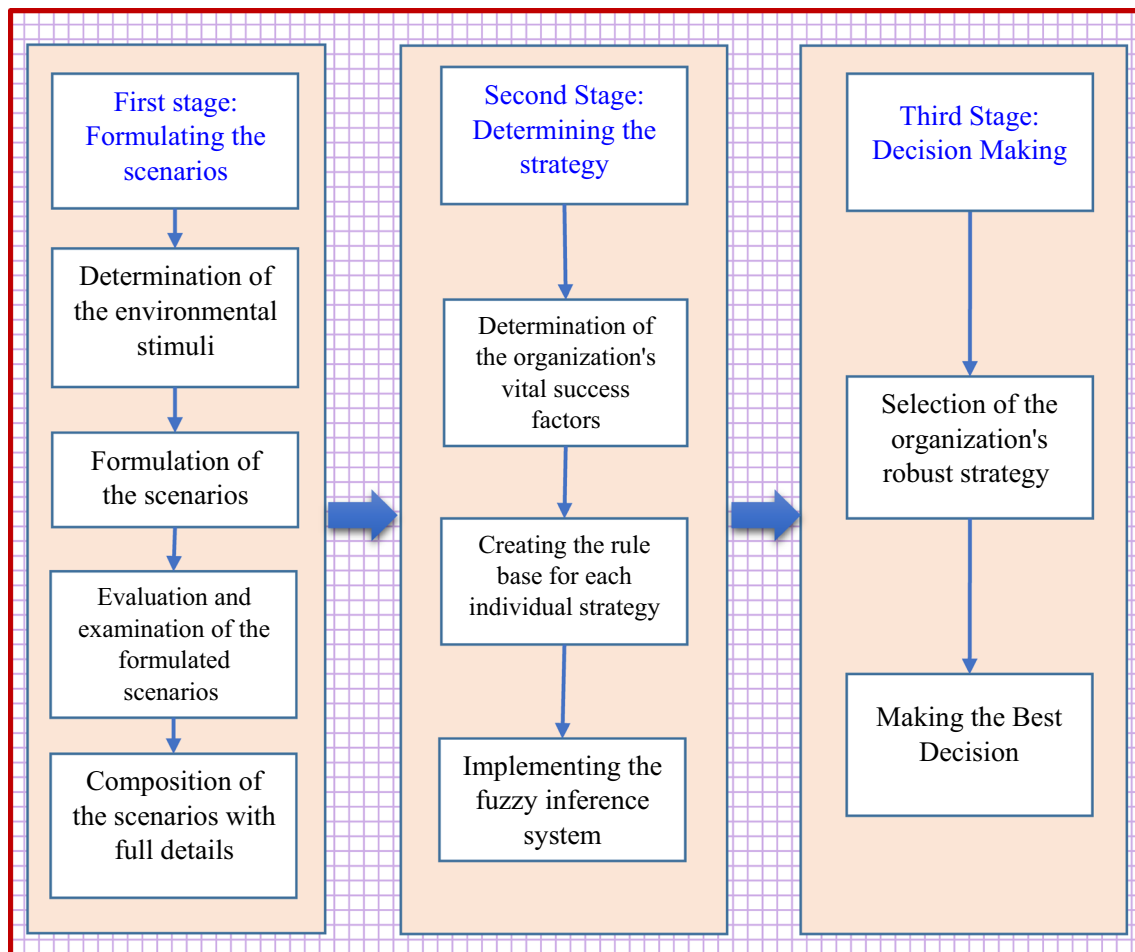 First stage:
Formulating the
scenarios
Determination of
the environmental
stimuli
Formulation of
the scenarios
Evaluation and
examination of the
formulated
scenarios
Composition of
the scenarios with
full details
Second Stage:
Determining the
strategy
Determination of
the organization's
vital success
factors
Creating the rule
base for each
individual strategy
Implementing the
fuzzy inference
system
Third Stage:
Decision Making
Selection of the
organization's
robust strategy
Making the Best
Decision